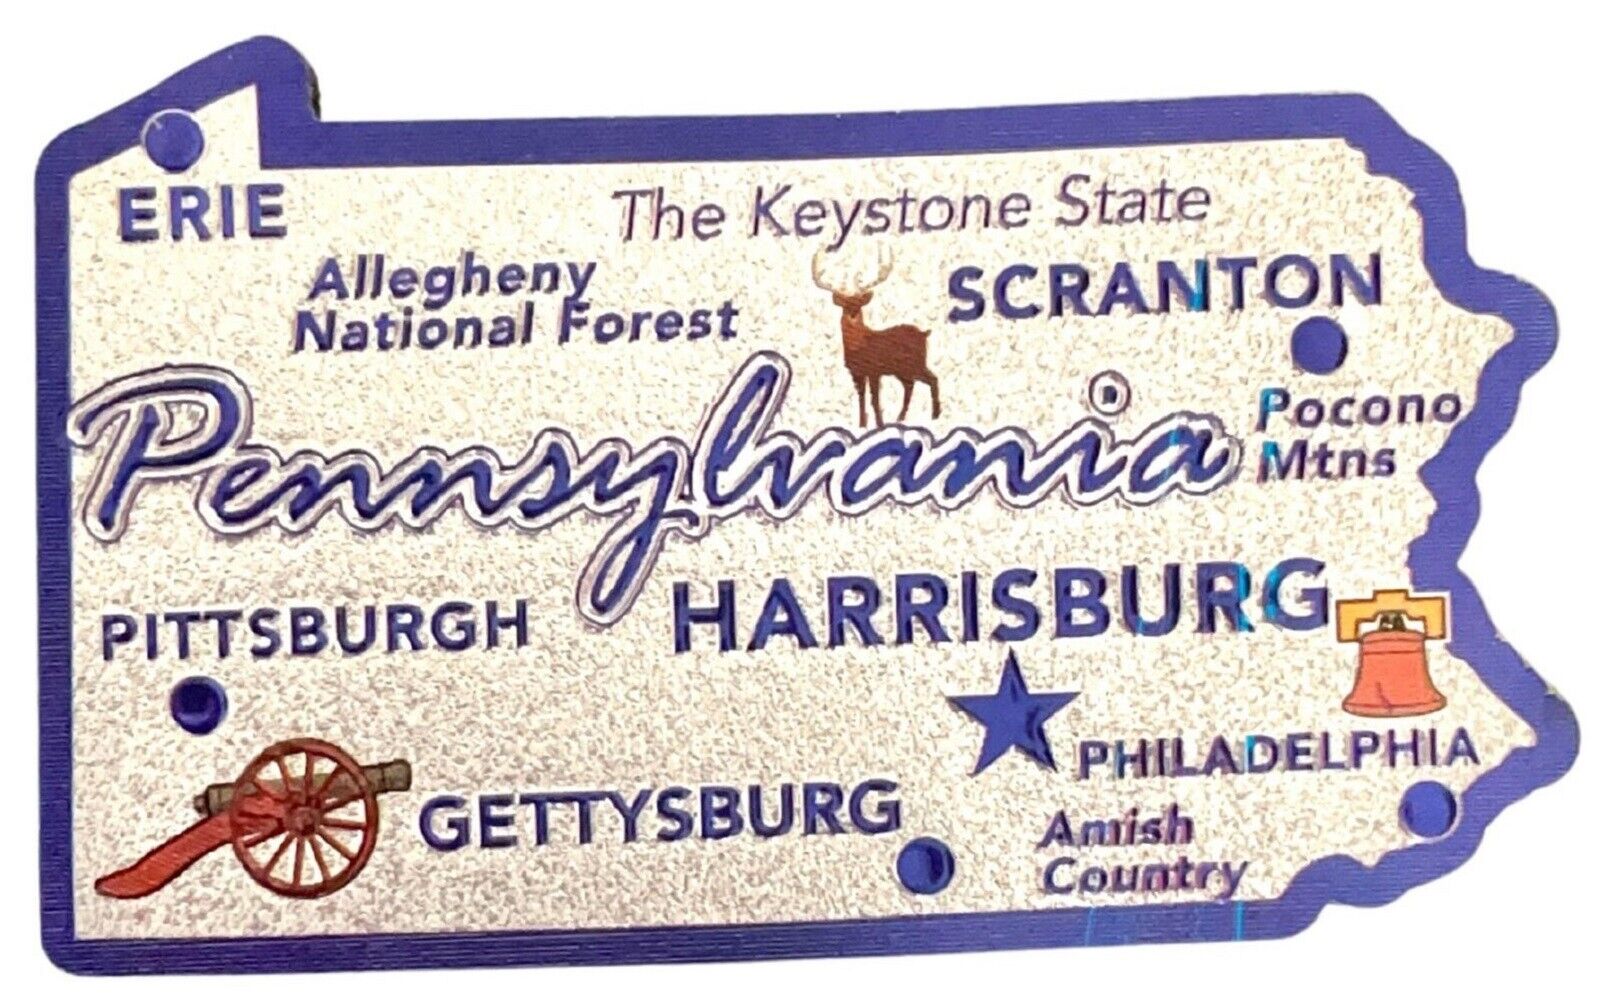 ERIE
The Keystone State
Allegheny
National Forest
SCRANTON
Pennsylvania
Pocono
Mtns
PITTSBURGH
HARRISBURG
PHILADELPHIA
GETTYSBURG
Amish
Country